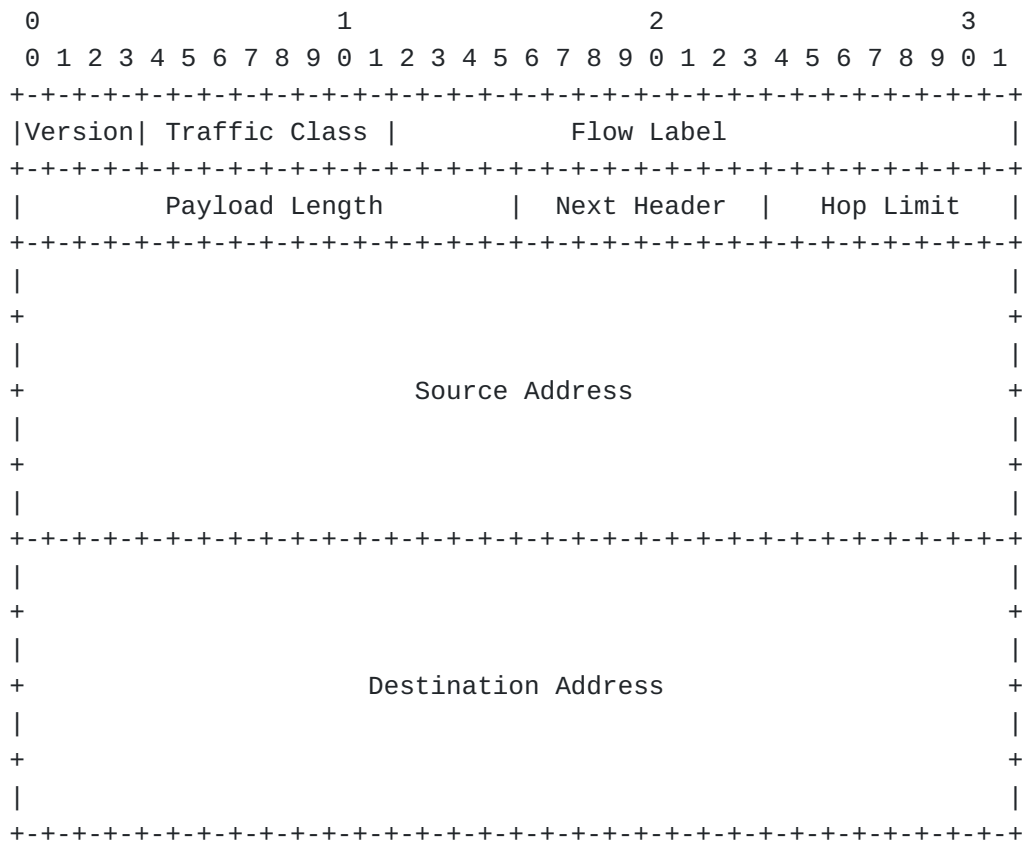 0                   1                   2                   3
 0 1 2 3 4 5 6 7 8 9 0 1 2 3 4 5 6 7 8 9 0 1 2 3 4 5 6 7 8 9 0 1
+-+-+-+-+-+-+-+-+-+-+-+-+-+-+-+-+-+-+-+-+-+-+-+-+-+-+-+-+-+-+-+-+
|Version| Traffic Class |           Flow Label                  |
+-+-+-+-+-+-+-+-+-+-+-+-+-+-+-+-+-+-+-+-+-+-+-+-+-+-+-+-+-+-+-+-+
|         Payload Length        |  Next Header  |   Hop Limit   |
+-+-+-+-+-+-+-+-+-+-+-+-+-+-+-+-+-+-+-+-+-+-+-+-+-+-+-+-+-+-+-+-+
|                                                               |
+                                                               +
|                                                               |
+                         Source Address                        +
|                                                               |
+                                                               +
|                                                               |
+-+-+-+-+-+-+-+-+-+-+-+-+-+-+-+-+-+-+-+-+-+-+-+-+-+-+-+-+-+-+-+-+
|                                                               |
+                                                               +
|                                                               |
+                      Destination Address                      +
|                                                               |
+                                                               +
|                                                               |
+-+-+-+-+-+-+-+-+-+-+-+-+-+-+-+-+-+-+-+-+-+-+-+-+-+-+-+-+-+-+-+-+